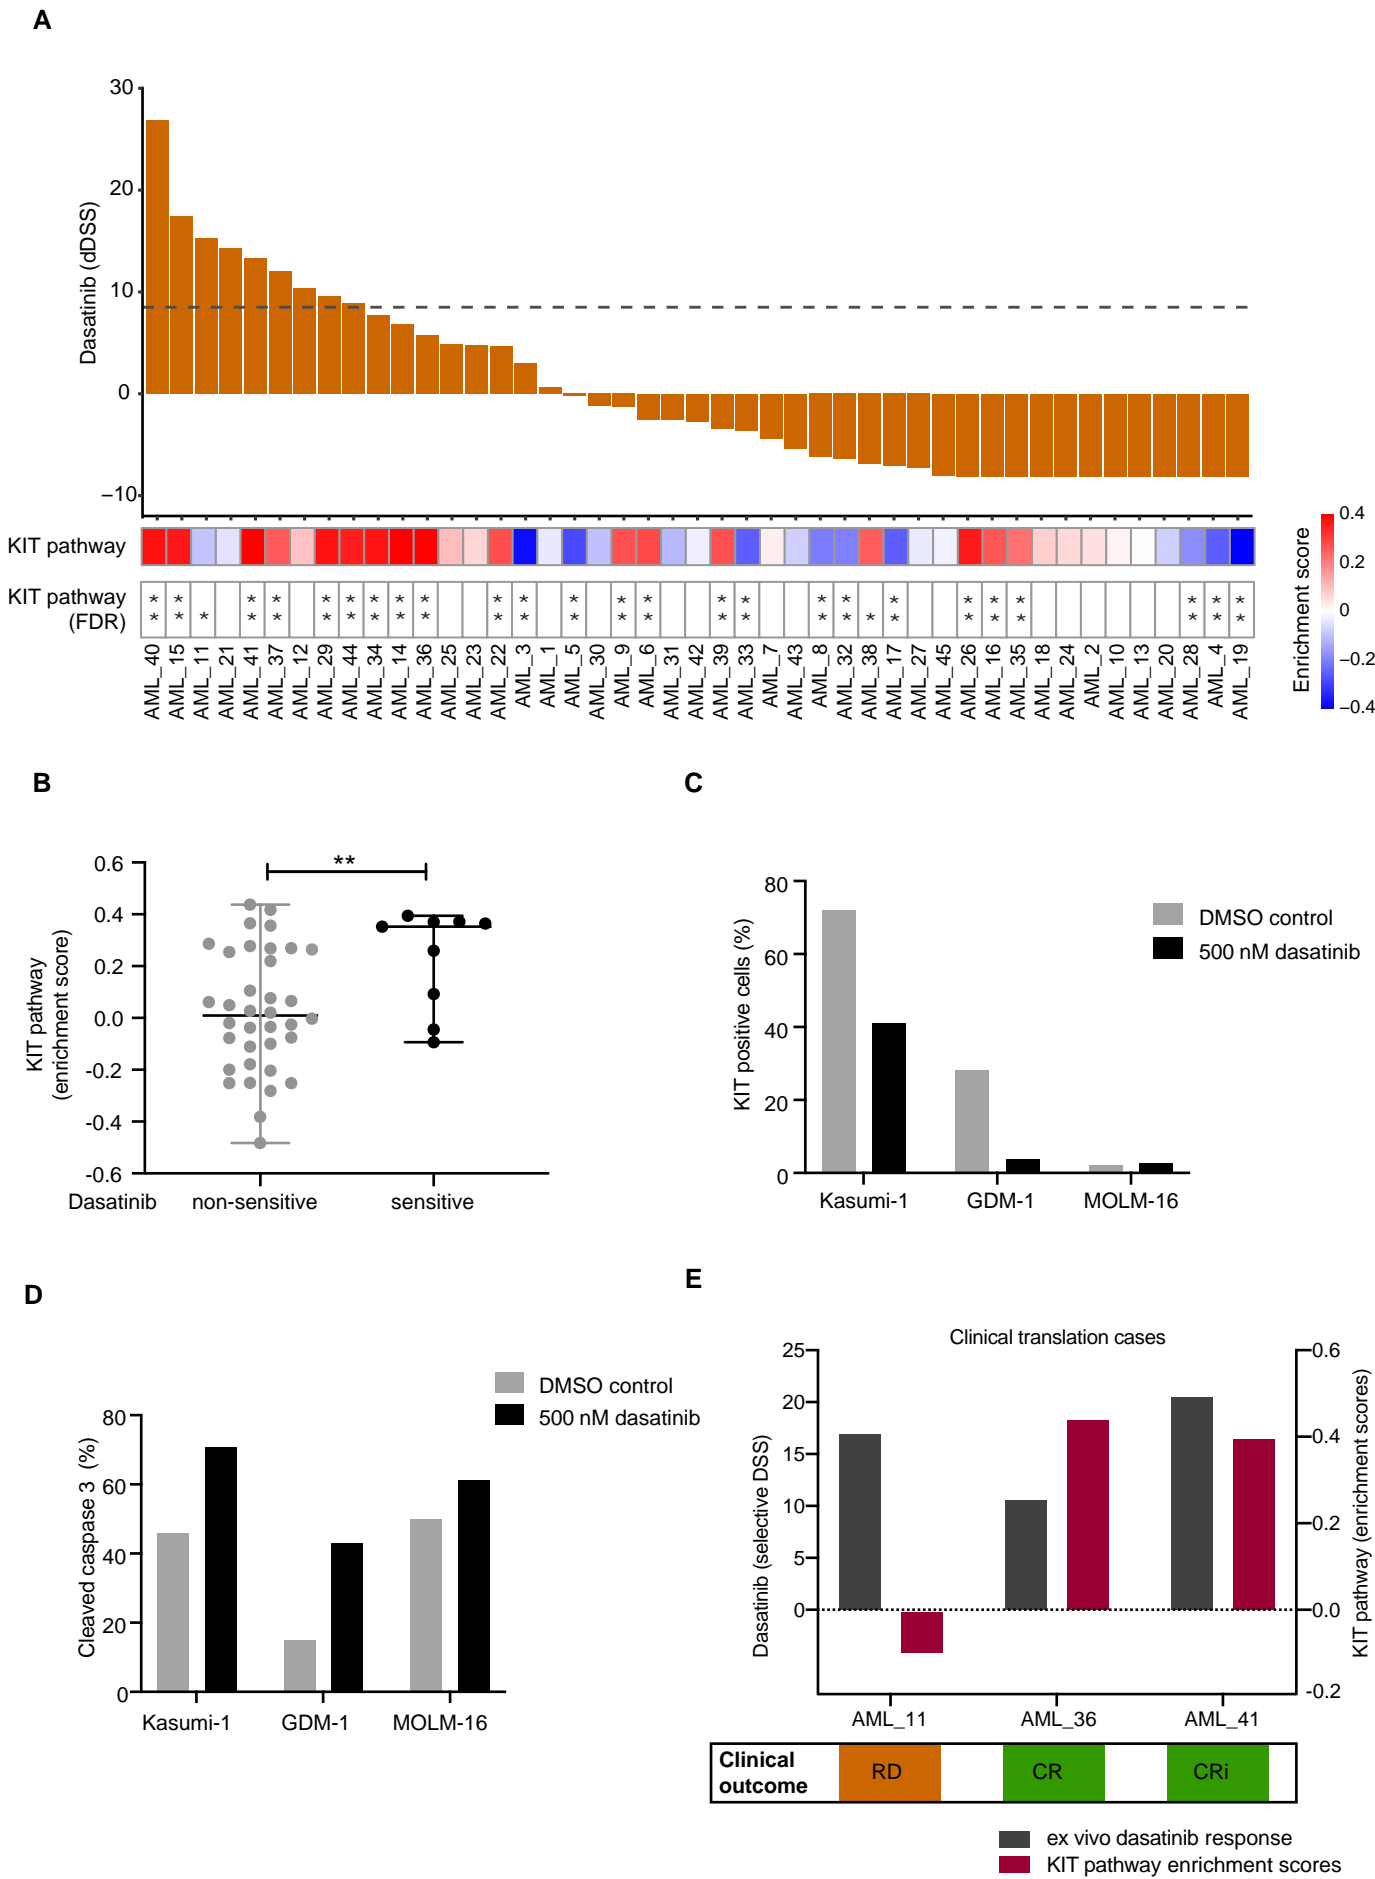 A
30
20
10
0
−10
Dasatinib (dDSS)
KIT pathway
KIT pathway
(FDR)
* * * * * * * * * * * * * * * * * * * * * * * * * * *
* * * * * * * * * * * * * * * * * * * * * * * * *
AML_40 AML_15 AML_11 AML_21 AML_41 AML_37 AML_12 AML_29 AML_44 AML_34 AML_14 AML_36 AML_25 AML_23 AML_22 AML_3 AML_1 AML_5 AML_30 AML_9 AML_6 AML_31 AML_42 AML_39 AML_33 AML_7 AML_43 AML_8 AML_32 AML_38 AML_17 AML_27 AML_45 AML_26 AML_16 AML_35 AML_18 AML_24 AML_2 AML_10 AML_13 AML_20 AML_28 AML_4 AML_19
Enrichment score
0.4
0.2
0
−0.2
−0.4
B
KIT pathway
(enrichment score)
0.6
0.4
0.2
0.0
-0.2
-0.4
-0.6
**
Dasatinib non-sensitive sensitive
C
KIT positive cells (%)
80
60
40
20
0
DMSO control
500 nM dasatinib
Kasumi-1 GDM-1 MOLM-16
D
Cleaved caspase 3 (%)
80
60
40
20
0
DMSO control
500 nM dasatinib
Kasumi-1 GDM-1 MOLM-16
E
Clinical translation cases
Dasatinib (selective DSS)
25
20
15
10
5
0
0.6
0.4
0.2
0.0
-0.2
KIT pathway (enrichment scores)
AML_11 AML_36 AML_41
Clinical
outcome
RD CR CRi
ex vivo dasatinib response
KIT pathway enrichment scores